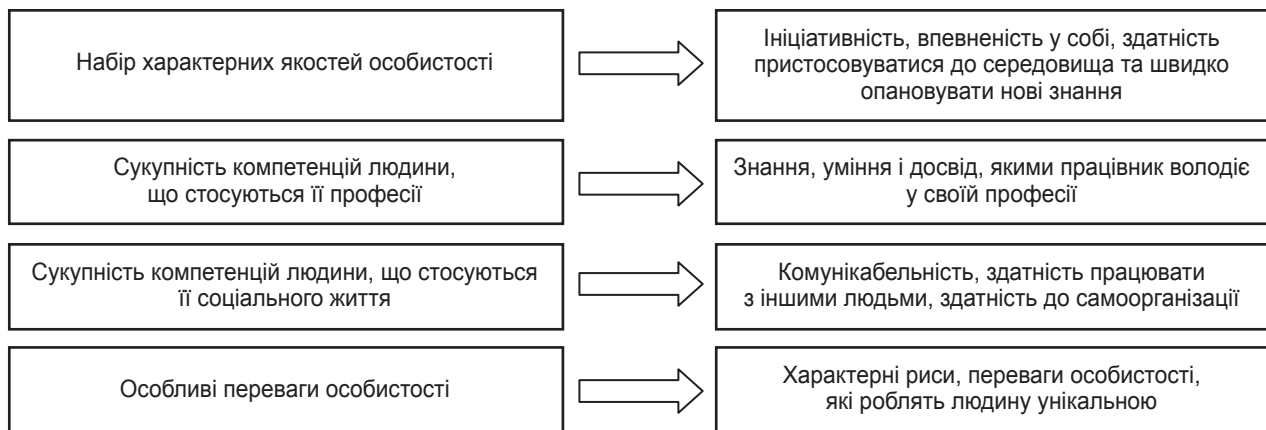 Набір характерних якостей особистості
Ініціативність, впевненість у собі, здатність
пристосовуватися до середовища та швидко
опановувати нові знання
Сукупність компетенцій людини,
що стосуються її професії
Знання, уміння і досвід, якими працівник володіє
у своїй професії
Сукупність компетенцій людини, що стосуються
її соціального життя
Комунікабельність, здатність працювати
з іншими людьми, здатність до самоорганізації
Особливі переваги особистості
Характерні риси, переваги особистості,
які роблять людину унікальною